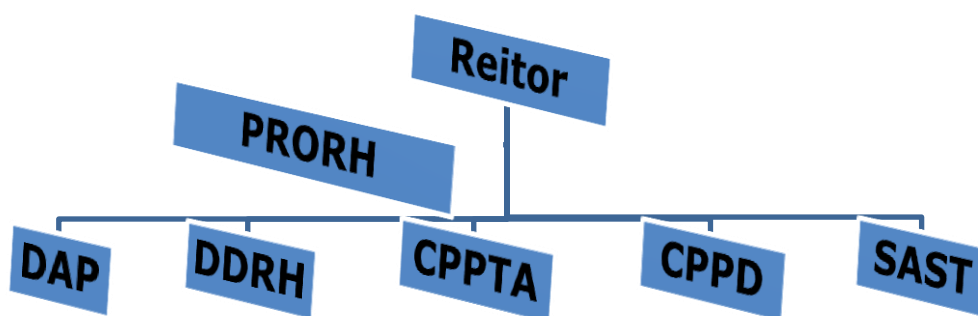 Reitor
PRORH
DAP
DDRH
CPPTA
CPPD
SAST